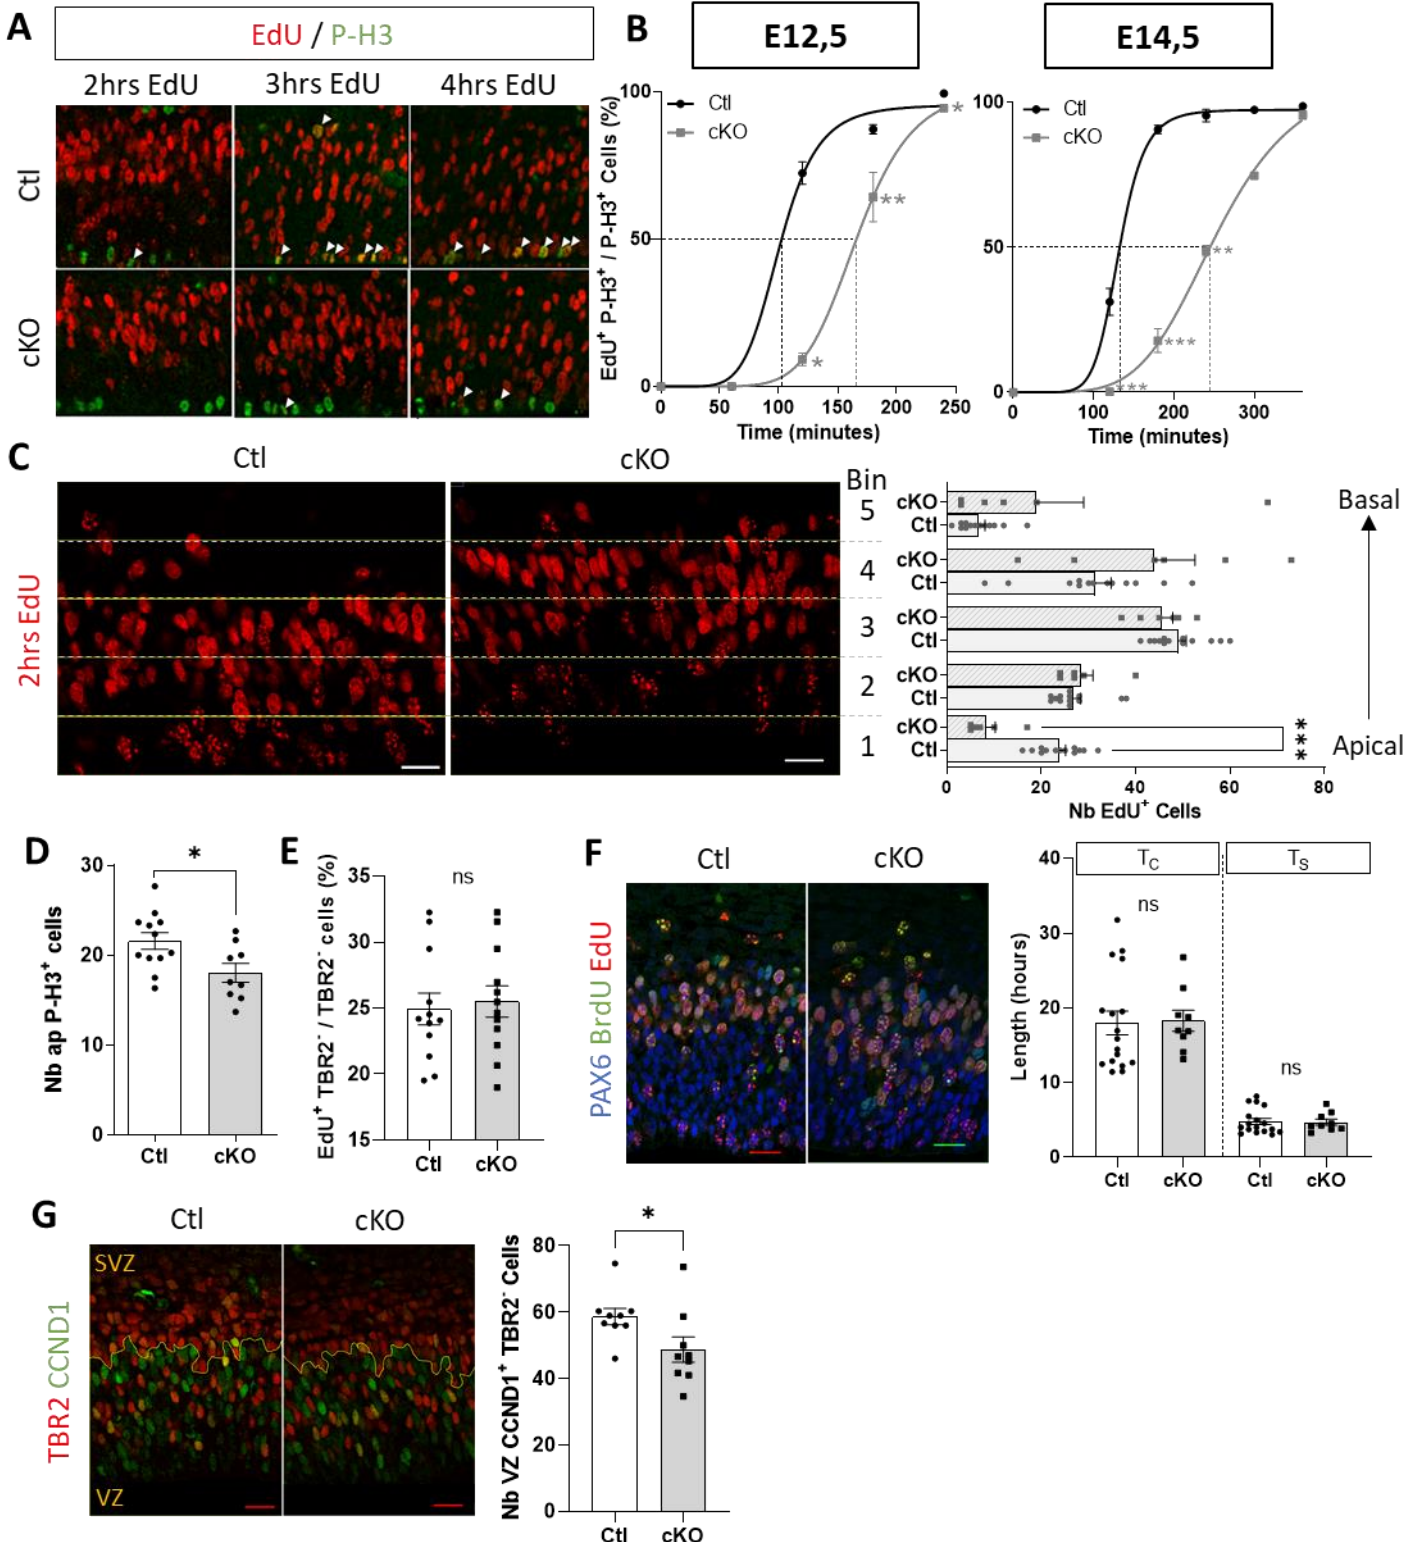 A
EdU / P-H3
2hrs EdU
3hrs EdU
4hrs EdU
Ctl
cKO
B
E12,5
E14,5
EdU⁺ P-H3⁺ / P-H3⁺ Cells (%)
100
50
0
Ctl
cKO
*
**
*
0
50
100
150
200
250
Time (minutes)
100
50
0
Ctl
cKO
**
***
***
0
100
200
300
Time (minutes)
C
Ctl
cKO
2hrs EdU
Bin
5
4
3
2
1
cKO
Ctl
cKO
Ctl
cKO
Ctl
cKO
Ctl
cKO
Ctl
***
Basal
Apical
0
20
40
60
80
Nb EdU⁺ Cells
D
Nb ap P-H3⁺ cells
30
20
10
0
*
Ctl
cKO
E
EdU⁺ TBR2⁻ / TBR2⁻ cells (%)
35
30
25
20
15
ns
Ctl
cKO
F
Ctl
cKO
PAX6 BrdU EdU
Length (hours)
40
30
20
10
0
T_C
T_S
ns
ns
Ctl
cKO
Ctl
cKO
G
Ctl
cKO
TBR2 CCND1
SVZ
VZ
Nb VZ CCND1⁺ TBR2⁻ Cells
80
60
40
20
0
*
Ctl
cKO